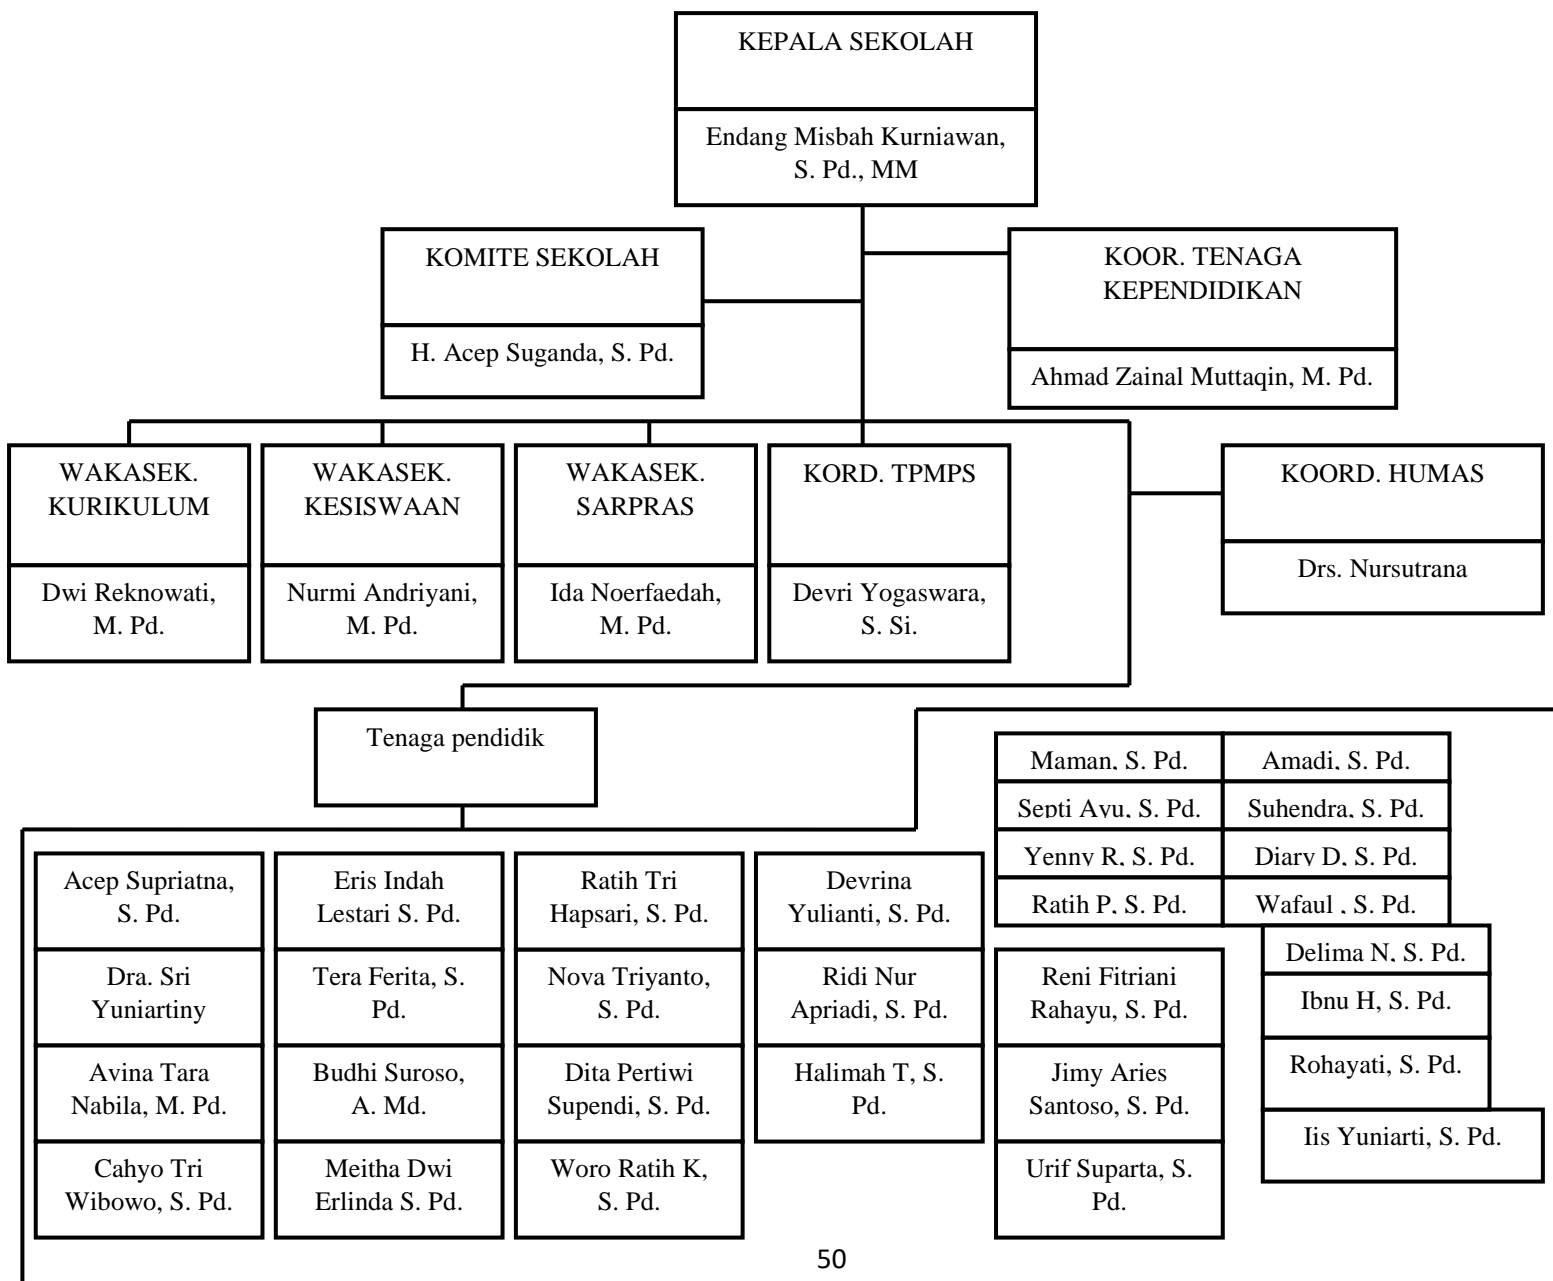 KEPALA SEKOLAH
Endang Misbah Kurniawan,
S. Pd., MM
KOMITE SEKOLAH
H. Acep Suganda, S. Pd.
KOOR. TENAGA
KEPENDIDIKAN
Ahmad Zainal Muttaqin, M. Pd.
WAKASEK.
KURIKULUM
Dwi Reknowati,
M. Pd.
WAKASEK.
KESISWAAN
Nurmi Andriyani,
M. Pd.
WAKASEK.
SARPRAS
Ida Noerfaedah,
M. Pd.
KORD. TPMPS
Devri Yogaswara,
S. Si.
KOORD. HUMAS
Drs. Nursutrana
Tenaga pendidik
Maman, S. Pd.
Amadi, S. Pd.
Septi Ayu, S. Pd.
Suhendra, S. Pd.
Yenny R, S. Pd.
Diary D, S. Pd.
Ratih P, S. Pd.
Wafaul , S. Pd.
Acep Supriatna,
S. Pd.
Dra. Sri
Yuniartiny
Avina Tara
Nabila, M. Pd.
Cahyo Tri
Wibowo, S. Pd.
Eris Indah
Lestari S. Pd.
Tera Ferita, S.
Pd.
Budhi Suroso,
A. Md.
Meitha Dwi
Erlinda S. Pd.
Ratih Tri
Hapsari, S. Pd.
Nova Triyanto,
S. Pd.
Dita Pertiwi
Supendi, S. Pd.
Woro Ratih K,
S. Pd.
Devrina
Yulianti, S. Pd.
Ridi Nur
Apriadi, S. Pd.
Halimah T, S.
Pd.
Reni Fitriani
Rahayu, S. Pd.
Jimy Aries
Santoso, S. Pd.
Urif Suparta, S.
Pd.
Delima N, S. Pd.
Ibnu H, S. Pd.
Rohayati, S. Pd.
Iis Yuniarti, S. Pd.
50